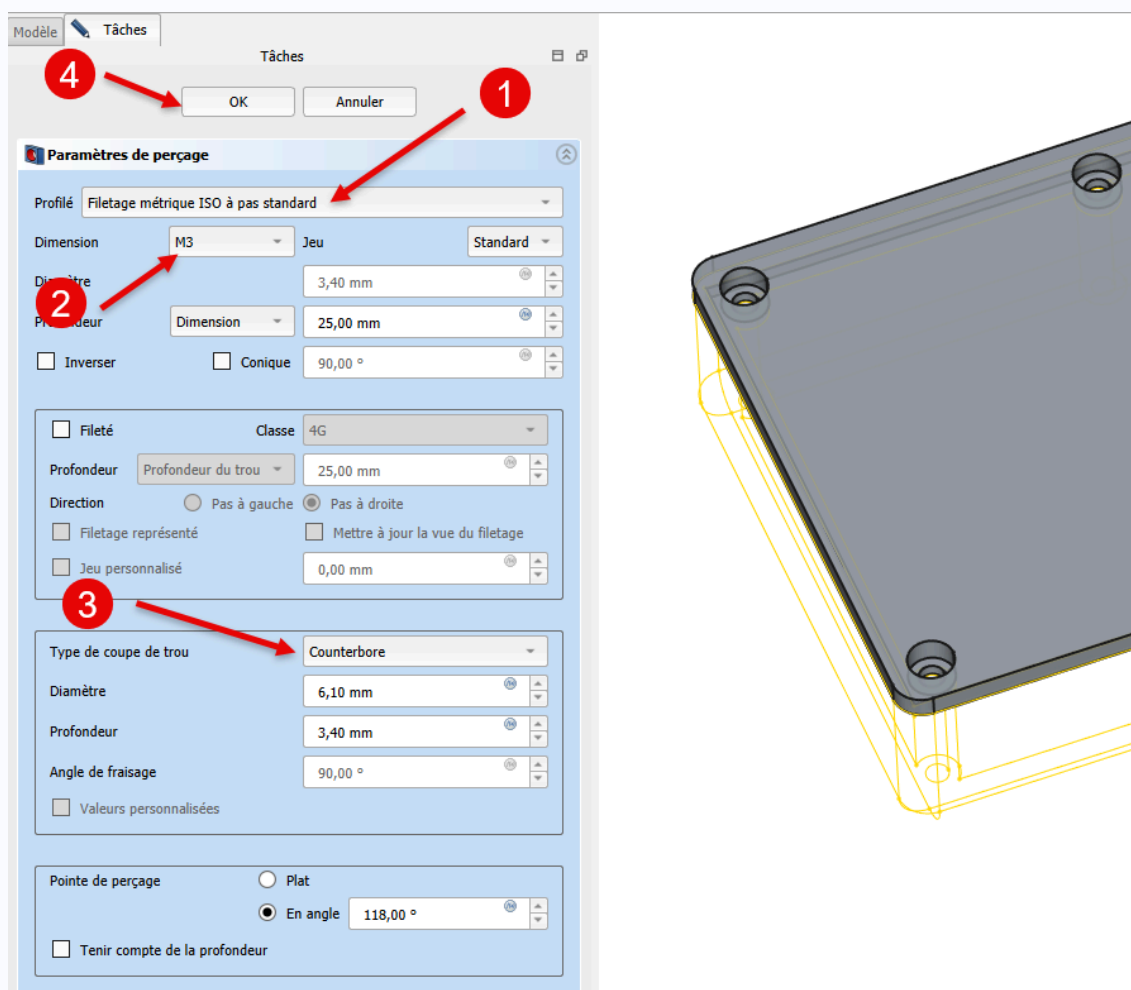 Modèle Tâches
Tâches
4
OK Annuler
1
Paramètres de perçage
Profilé Filetage métrique ISO à pas standard
Dimension M3 Jeu Standard
3,40 mm
2
Dimension 25,00 mm
Inverser Conique 90,00 °
Fileté Classe 4G
Profondeur Profondeur du trou 25,00 mm
Direction Pas à gauche Pas à droite
Filetage représenté Mettre à jour la vue du filetage
Jeu personnalisé 0,00 mm
3
Type de coupe de trou Counterbore
Diamètre 6,10 mm
Profondeur 3,40 mm
Angle de fraisage 90,00 °
Valeurs personnalisées
Pointe de perçage Plat
En angle 118,00 °
Tenir compte de la profondeur